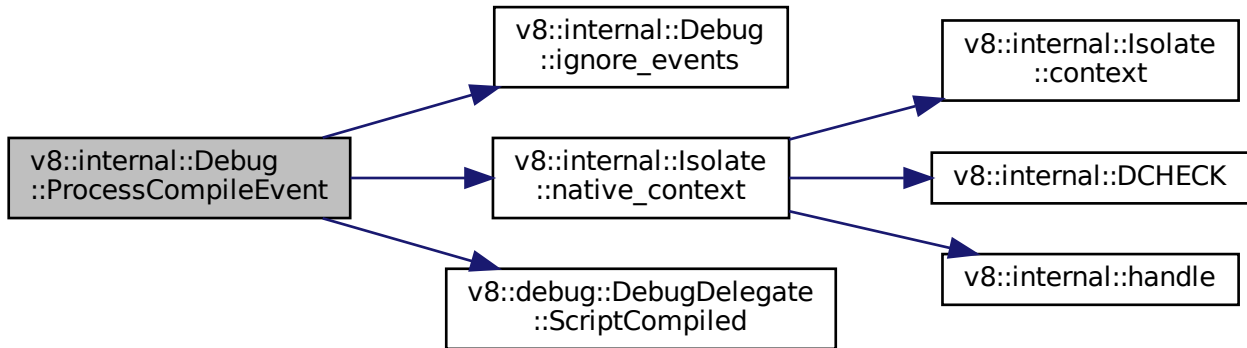 v8::internal::Debug
::ProcessCompileEvent
v8::internal::Debug
::ignore_events
v8::internal::Isolate
::native_context
v8::debug::DebugDelegate
::ScriptCompiled
v8::internal::Isolate
::context
v8::internal::DCHECK
v8::internal::handle